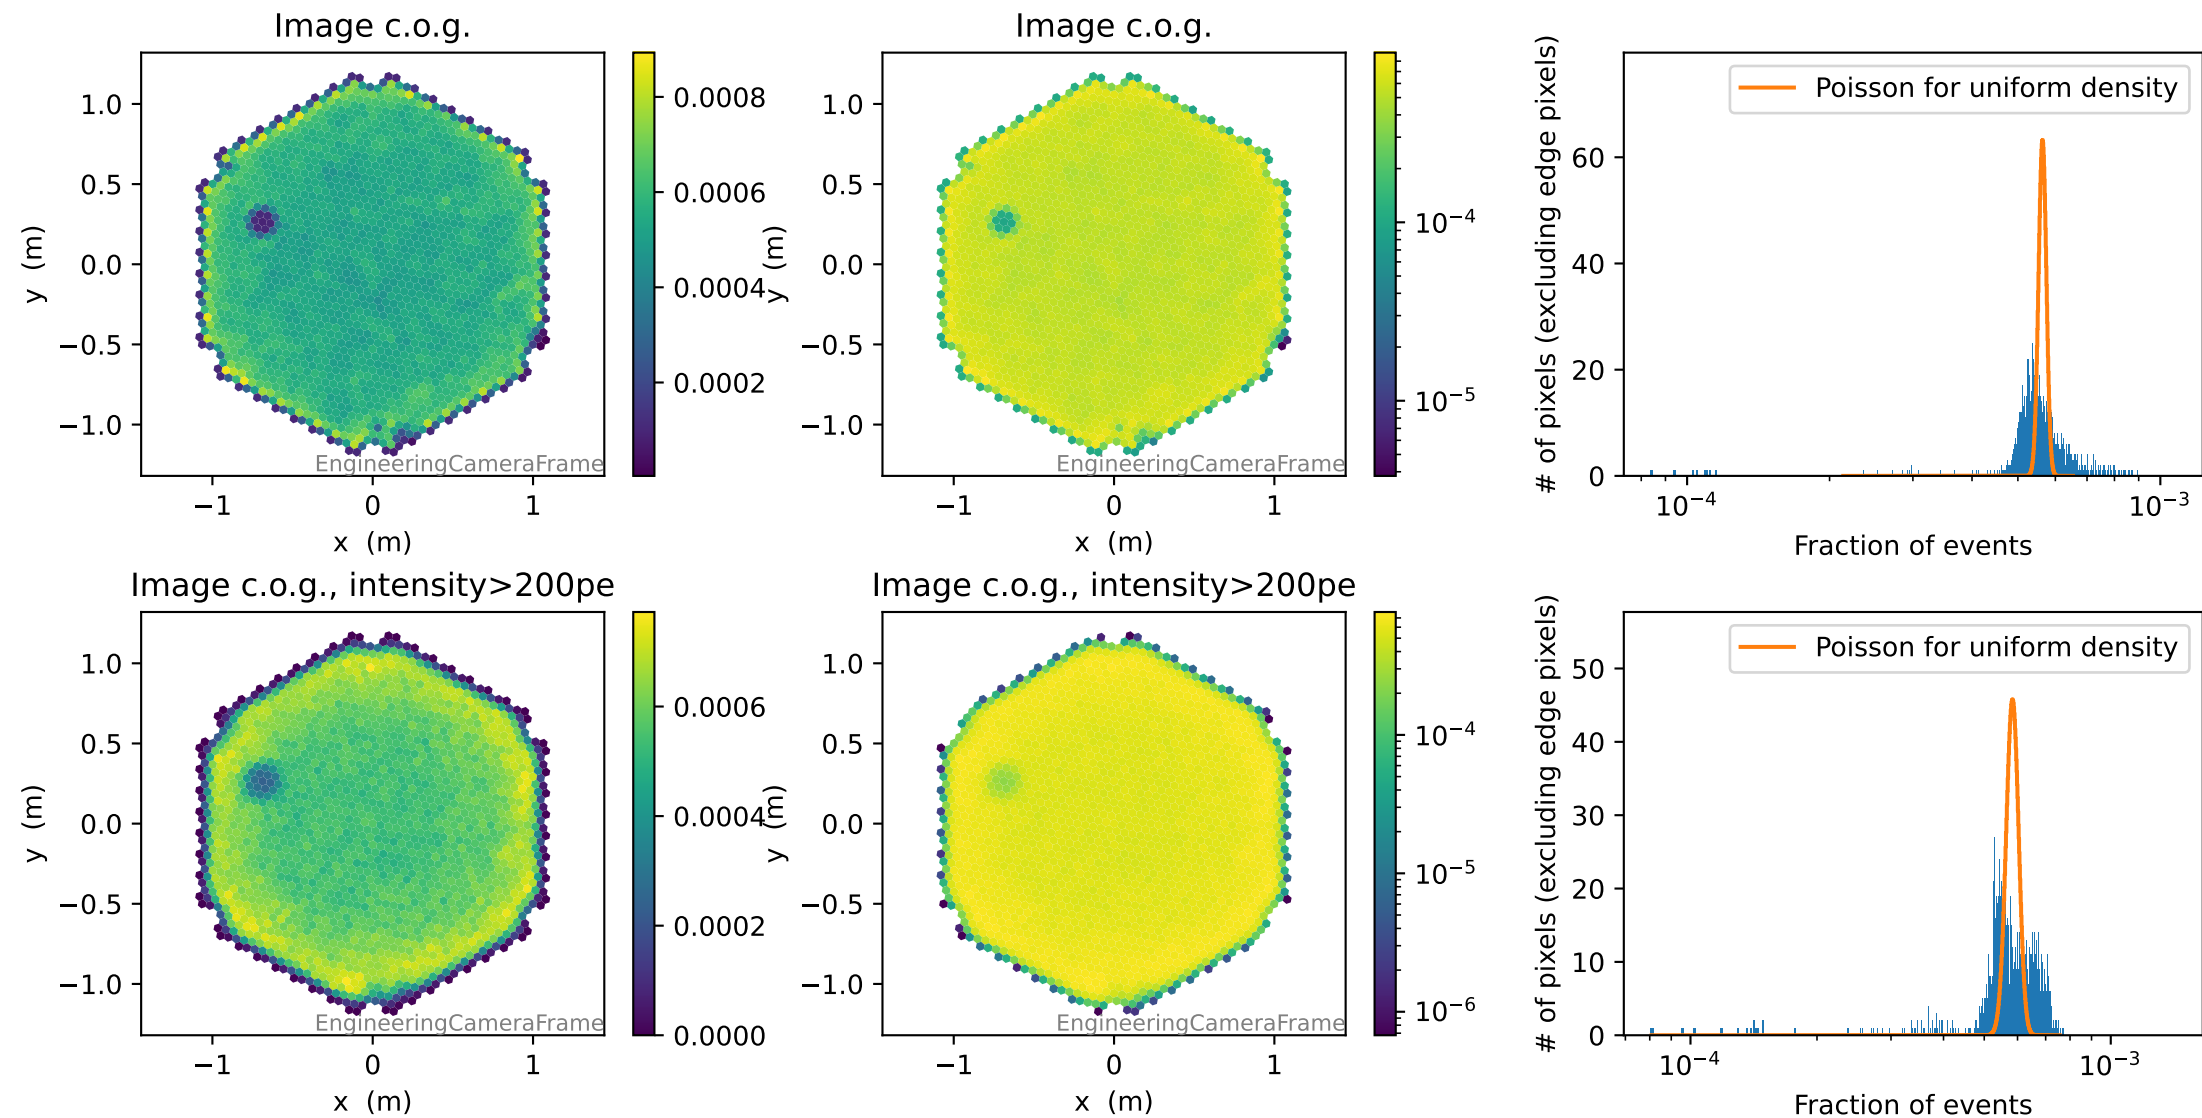 Image c.o.g.
1.0
0.5
0.0
−0.5
−1.0
y (m)
−1
0
1
x (m)
EngineeringCameraFrame
0.0008
0.0006
0.0004
0.0002
Image c.o.g.
1.0
0.5
0.0
−0.5
−1.0
y (m)
−1
0
1
x (m)
EngineeringCameraFrame
10⁻⁴
10⁻⁵
# of pixels (excluding edge pixels)
60
40
20
0
Poisson for uniform density
10⁻⁴
10⁻³
Fraction of events
Image c.o.g., intensity>200pe
1.0
0.5
0.0
−0.5
−1.0
y (m)
−1
0
1
x (m)
EngineeringCameraFrame
0.0006
0.0004
0.0002
0.0000
Image c.o.g., intensity>200pe
1.0
0.5
0.0
−0.5
−1.0
y (m)
−1
0
1
x (m)
EngineeringCameraFrame
10⁻⁴
10⁻⁵
10⁻⁶
# of pixels (excluding edge pixels)
50
40
30
20
10
0
Poisson for uniform density
10⁻⁴
10⁻³
Fraction of events